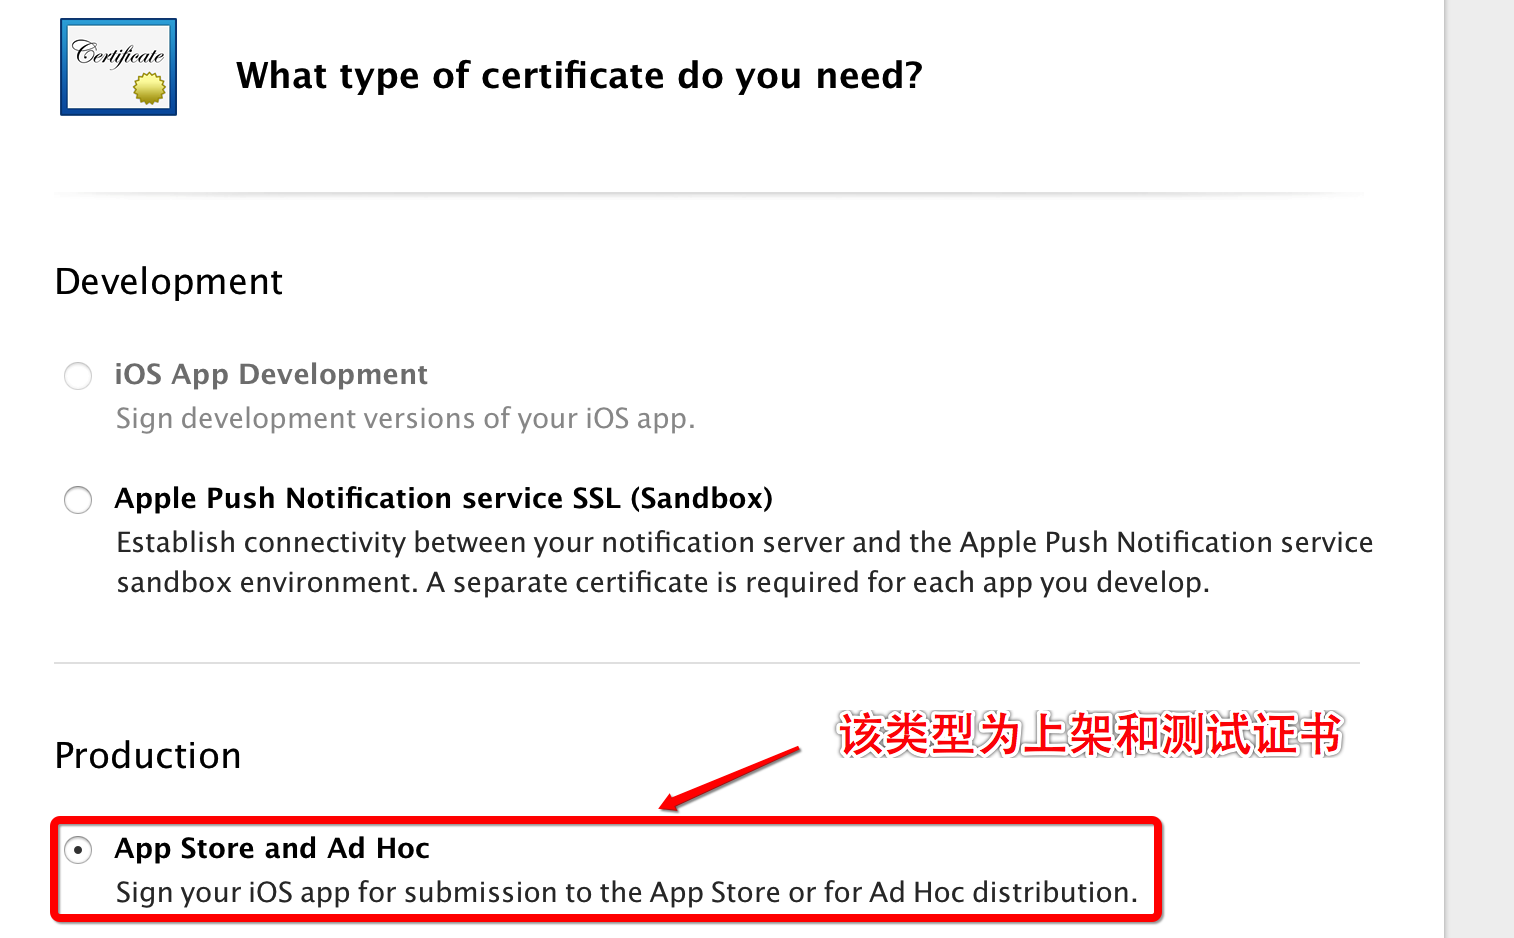 Certificate
What type of certificate do you need?
Development
iOS App Development
Sign development versions of your iOS app.
Apple Push Notification service SSL (Sandbox)
Establish connectivity between your notification server and the Apple Push Notification service
sandbox environment. A separate certificate is required for each app you develop.
该类型为上架和测试证书
Production
App Store and Ad Hoc
Sign your iOS app for submission to the App Store or for Ad Hoc distribution.